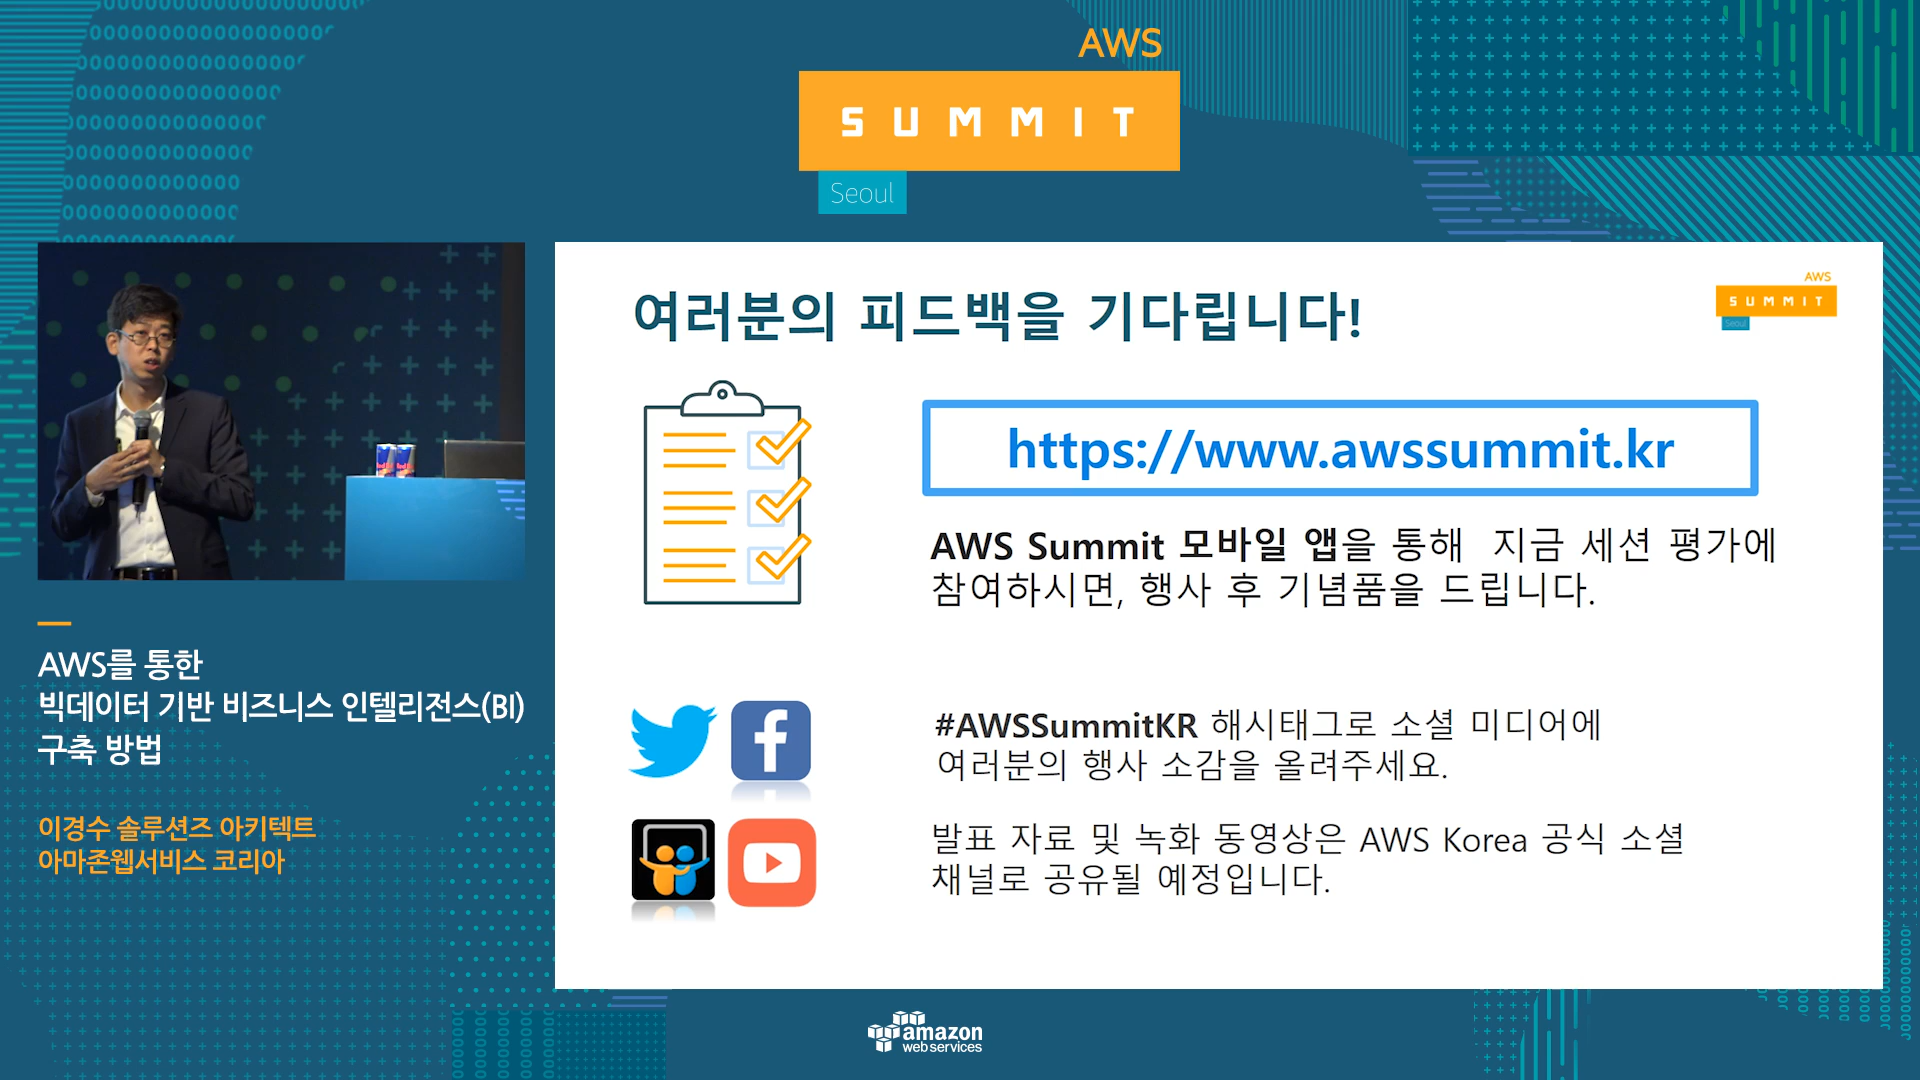 AWS
SUMMIT
Seoul
AWS를 통한
빅데이터 기반 비즈니스 인텔리전스(BI)
구축 방법
이경수 솔루션즈 아키텍트
아마존웹서비스 코리아
여러분의 피드백을 기다립니다!
AWS
SUMMIT
Seoul
https://www.awssummit.kr
AWS Summit 모바일 앱을 통해 지금 세션 평가에
참여하시면, 행사 후 기념품을 드립니다.
#AWSSummitKR 해시태그로 소셜 미디어에
여러분의 행사 소감을 올려주세요.
발표 자료 및 녹화 동영상은 AWS Korea 공식 소셜
채널로 공유될 예정입니다.
amazon
web services